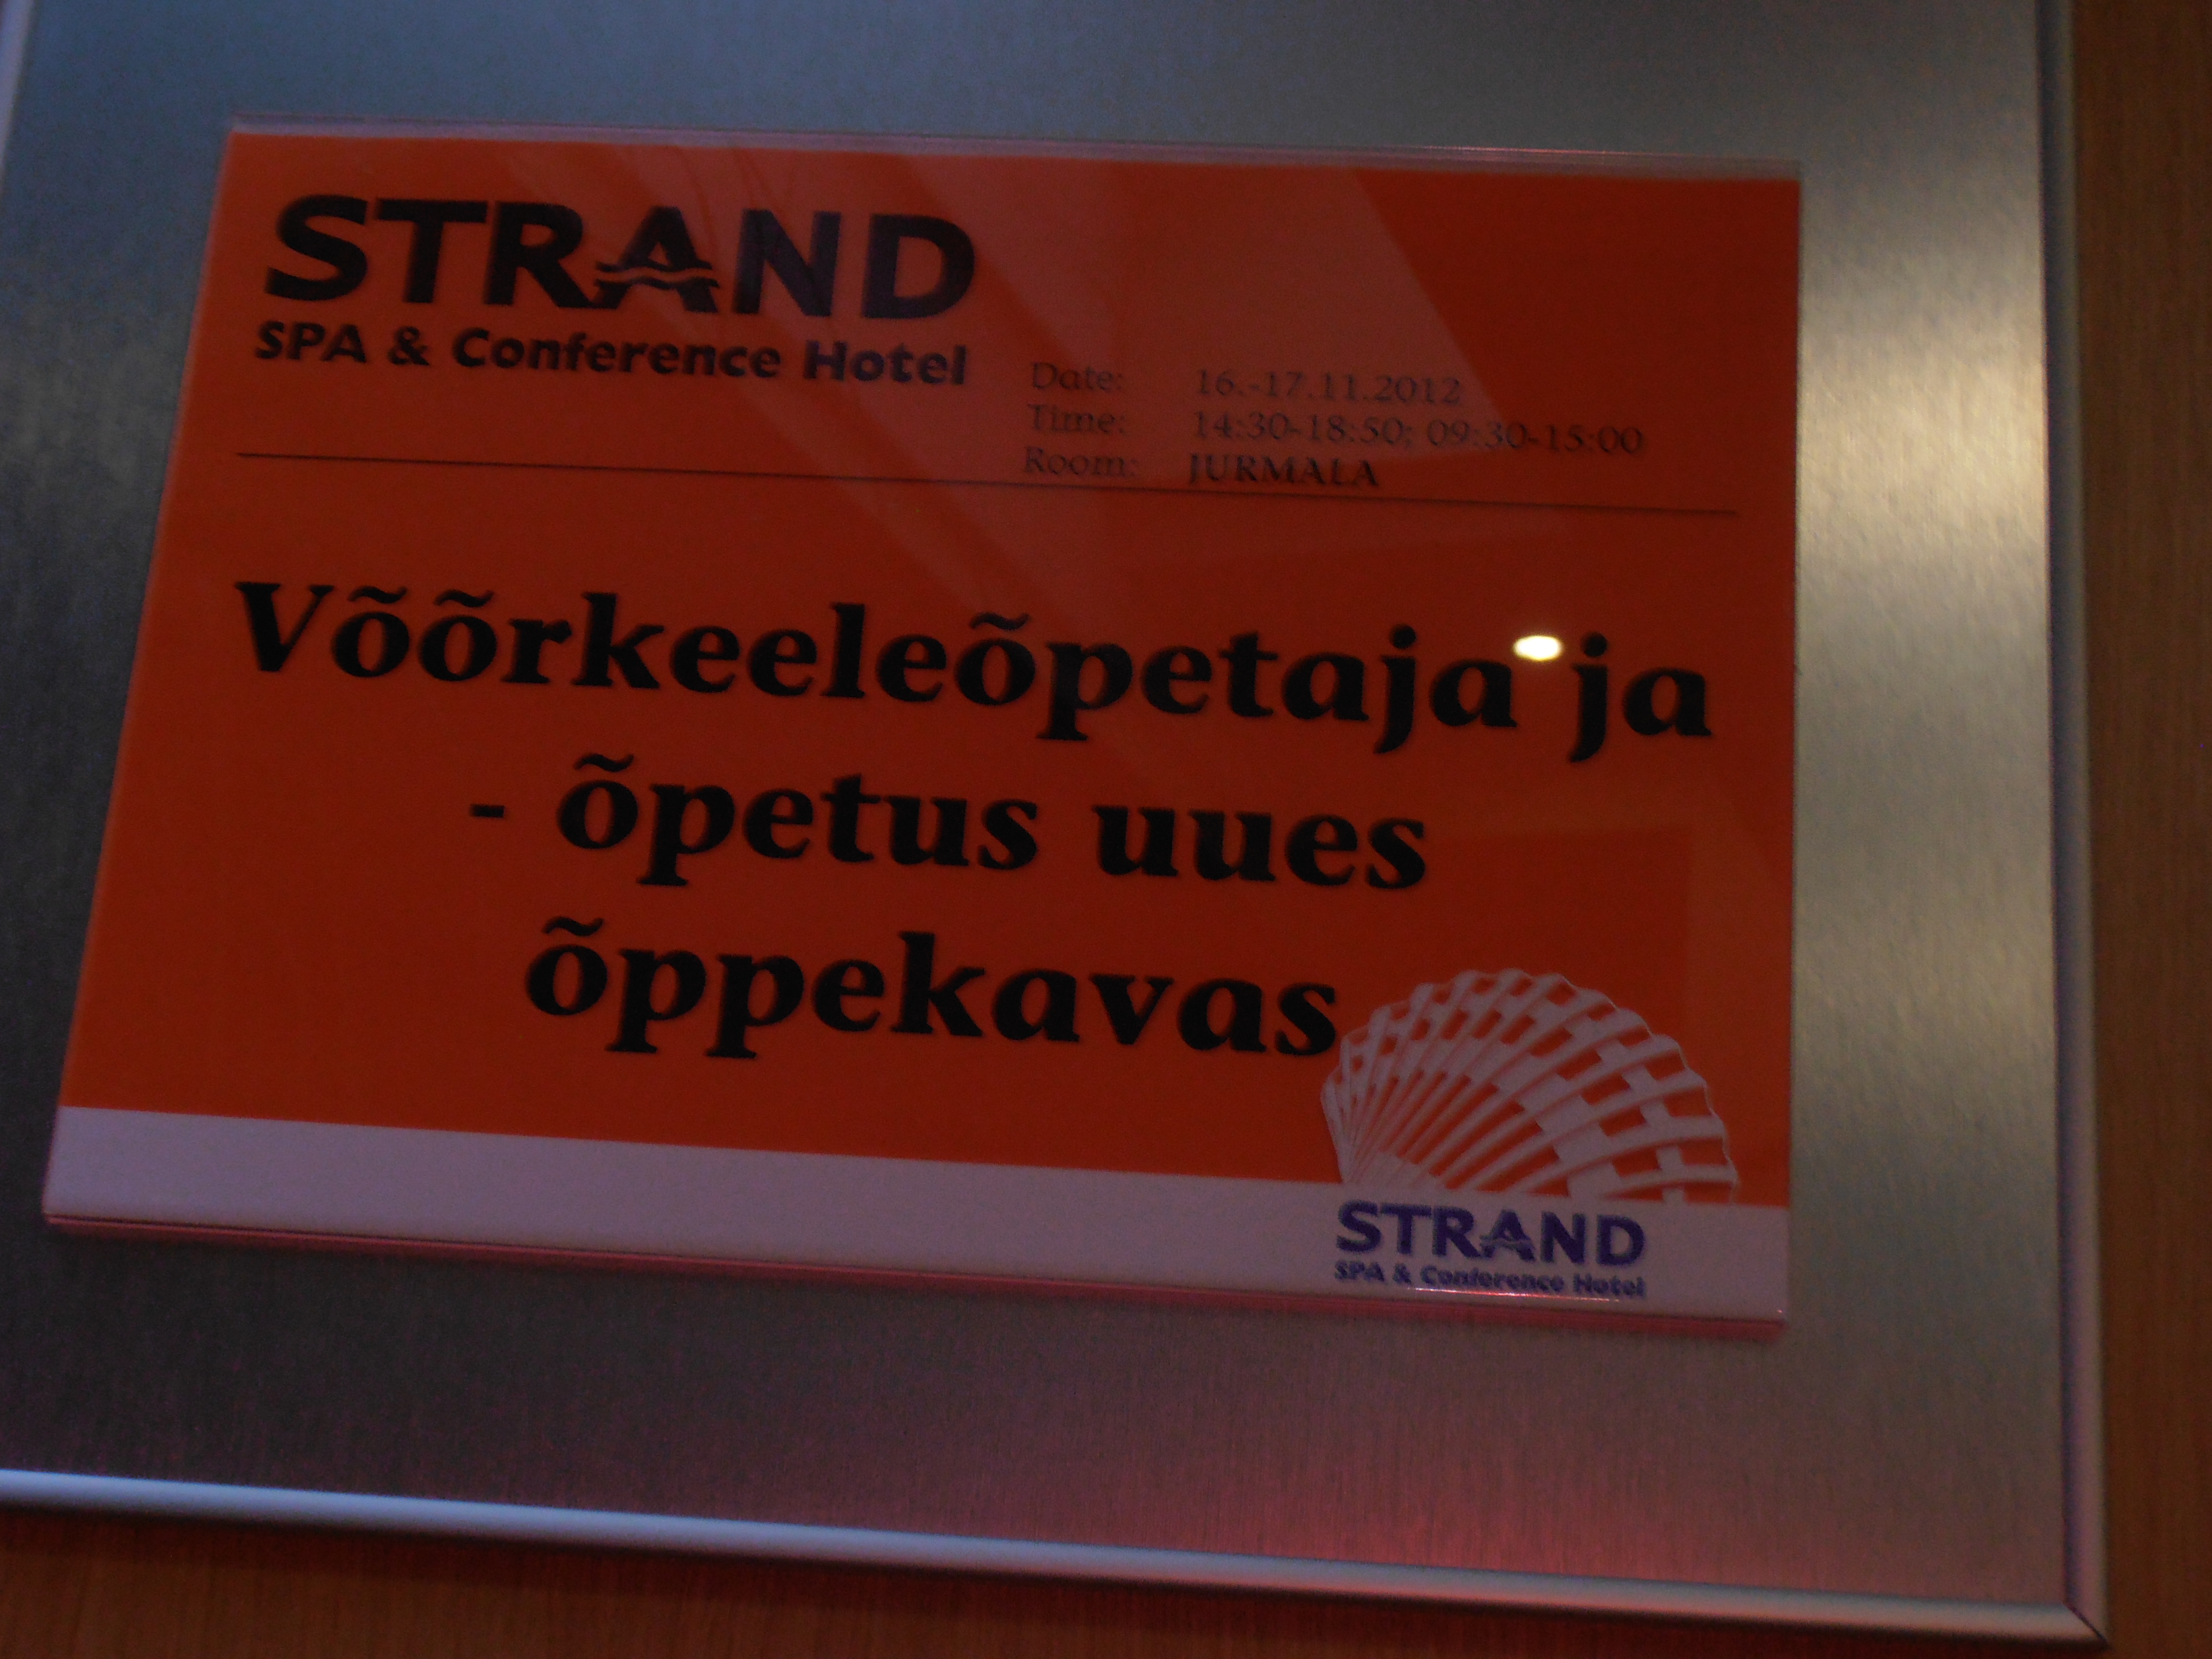 STRAND
SPA & Conference Hotel
Date: 16.-17.11.2012
Time: 14:30-18:50; 09:30-15:00
Room: JURMALA
Võõrkeeleõpetaja ja
- õpetus uues
õppekavas
STRAND
SPA & Conference Hotel